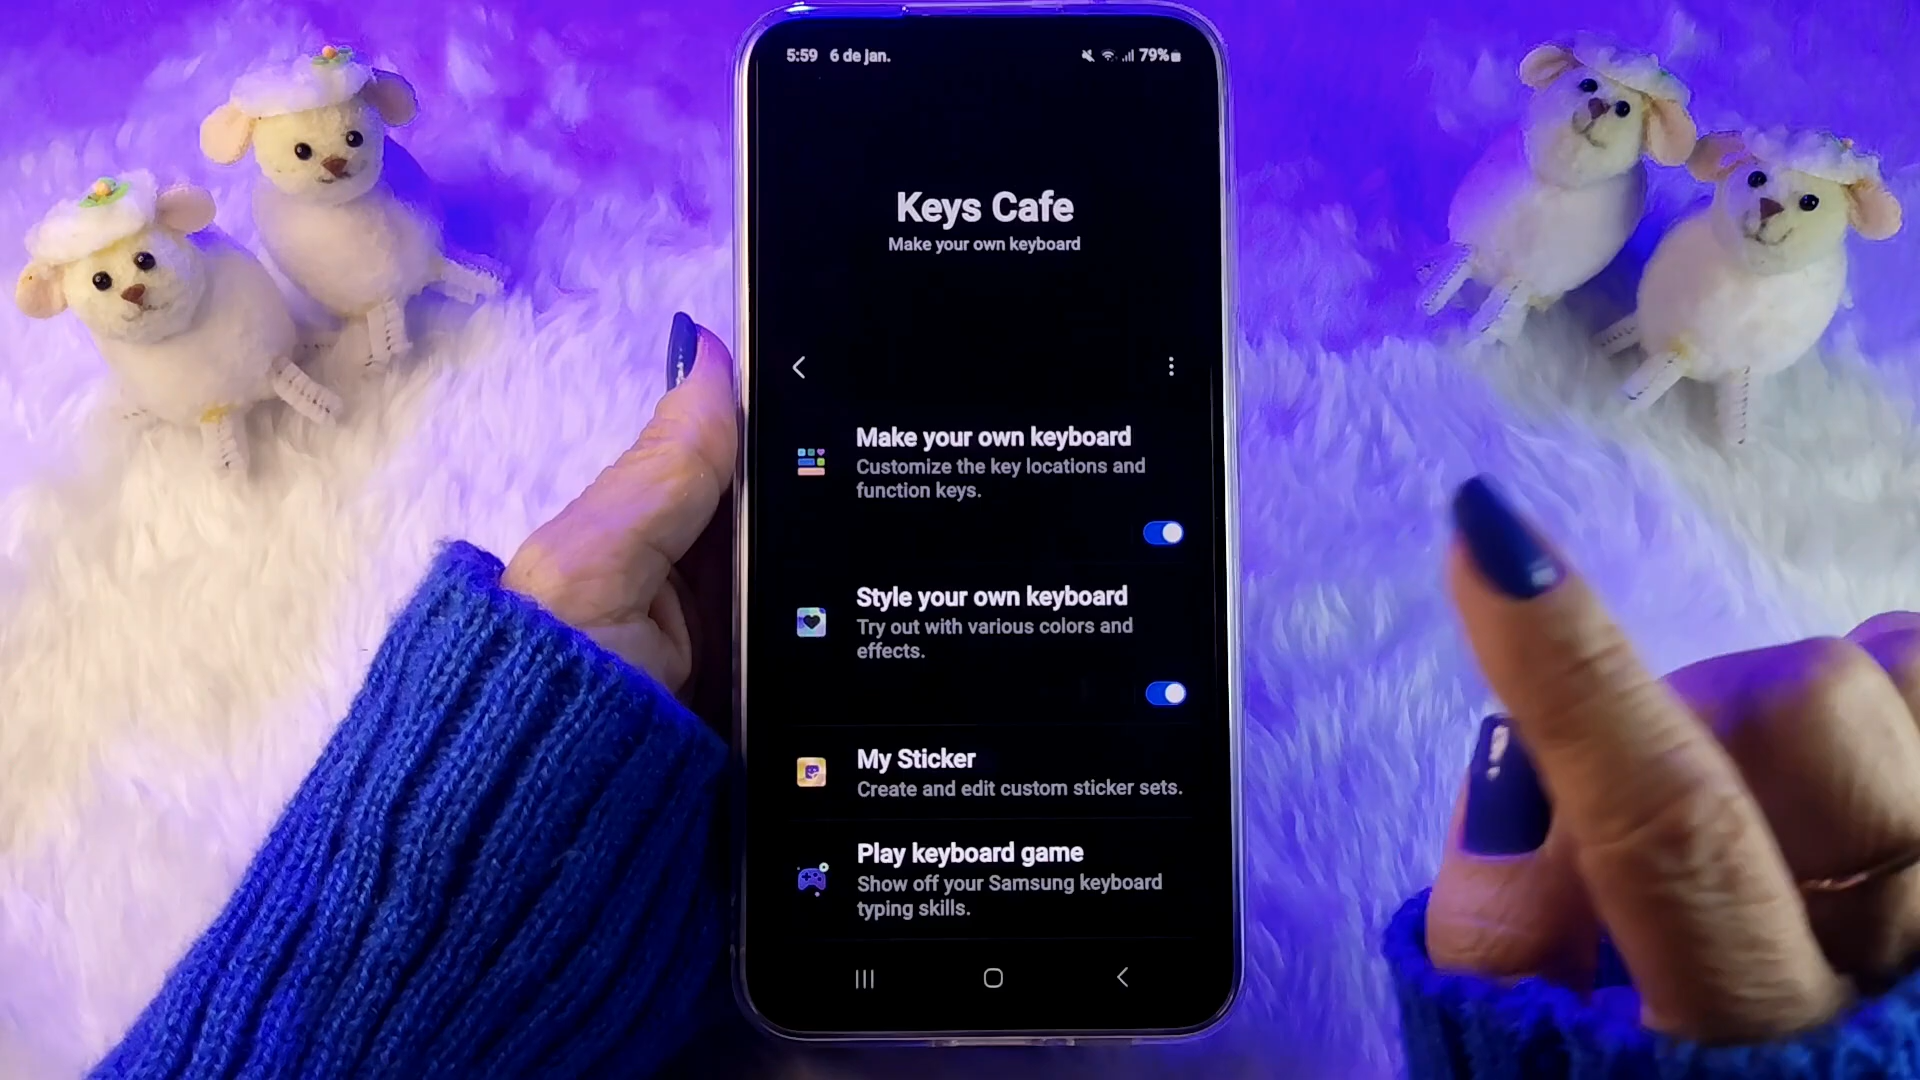 5:59 6 de jan. 79%
Keys Cafe
Make your own keyboard
Make your own keyboard
Customize the key locations and
function keys.
Style your own keyboard
Try out with various colors and
effects.
My Sticker
Create and edit custom sticker sets.
Play keyboard game
Show off your Samsung keyboard
typing skills.